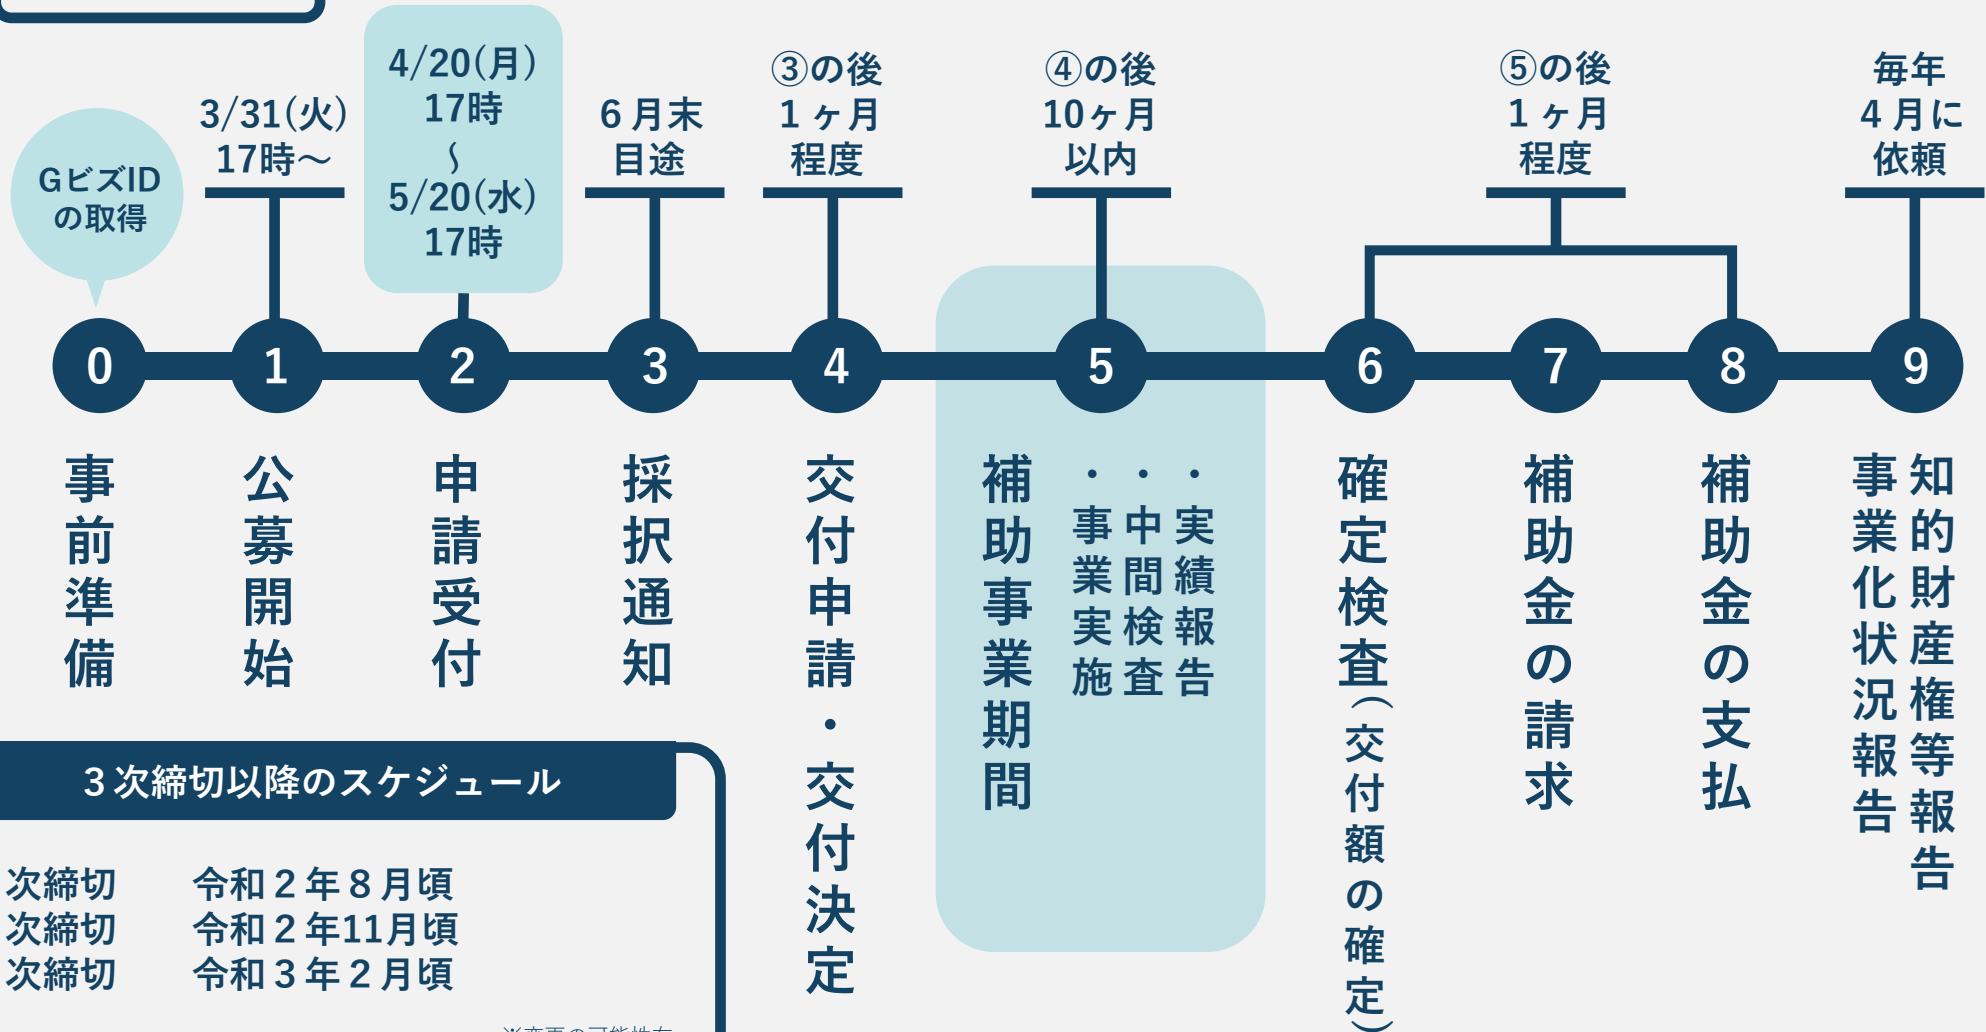 GビズID
の取得
3/31(火)
17時～
4/20(月)
17時
～
5/20(水)
17時
6月末
目途
③の後
1ヶ月
程度
④の後
10ヶ月
以内
⑤の後
1ヶ月
程度
毎年
4月に
依頼
0
1
2
3
4
5
6
7
8
9
事前準備
公募開始
申請受付
採択通知
交付申請・交付決定
補助事業期間
・事業実施
・中間検査
・実績報告
確定検査（交付額の確定）
補助金の請求
補助金の支払
事業化状況報告
知的財産権等報告
3次締切以降のスケジュール
次締切 令和2年8月頃
次締切 令和2年11月頃
次締切 令和3年2月頃